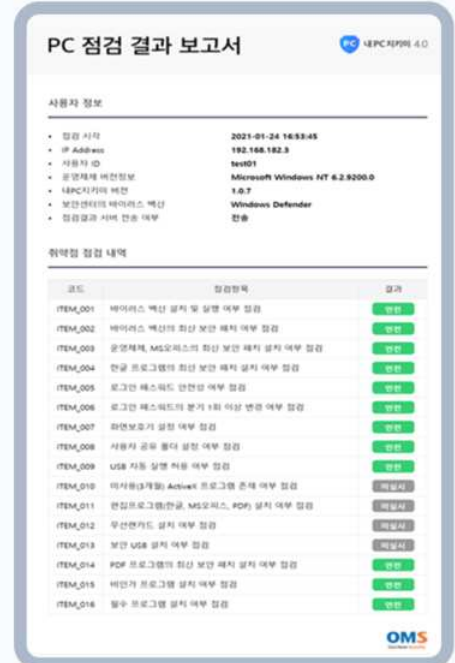 PC 점검 결과 보고서
PC 내PC지키미 4.0
사용자 정보
점검 시각 2021-01-24 16:53:45
IP Address 192.168.182.3
사용자 ID test01
운영체제 버전정보 Microsoft Windows NT 6.2.9200.0
내PC지키미 버전 1.0.7
보안센터의 바이러스 백신 Windows Defender
점검결과 서버 전송 여부 전송
취약점 점검 내역
코드 점검항목 결과
ITEM_001 바이러스 백신 설치 및 실행 여부 점검 안전
ITEM_002 바이러스 백신의 최신 보안 패치 여부 점검 안전
ITEM_003 운영체제, MS오피스의 최신 보안 패치 설치 여부 점검 안전
ITEM_004 한글 프로그램의 최신 보안 패치 설치 여부 점검 안전
ITEM_005 로그인 패스워드 안전성 여부 점검 안전
ITEM_006 로그인 패스워드의 분기 1회 이상 변경 여부 점검 안전
ITEM_007 화면보호기 설정 여부 점검 안전
ITEM_008 사용자 공유 폴더 설정 여부 점검 안전
ITEM_009 USB 자동 실행 허용 여부 점검 안전
ITEM_010 미사용(3개월) ActiveX 프로그램 존재 여부 점검 미실시
ITEM_011 편집프로그램(한글, MS오피스, PDF) 설치 여부 점검 미실시
ITEM_012 무선랜카드 설치 여부 점검 미실시
ITEM_013 보안 USB 설치 여부 점검 미실시
ITEM_014 PDF 프로그램의 최신 보안 패치 설치 여부 점검 안전
ITEM_015 비인가 프로그램 설치 여부 점검 안전
ITEM_016 필수 프로그램 설치 여부 점검 안전
OMS